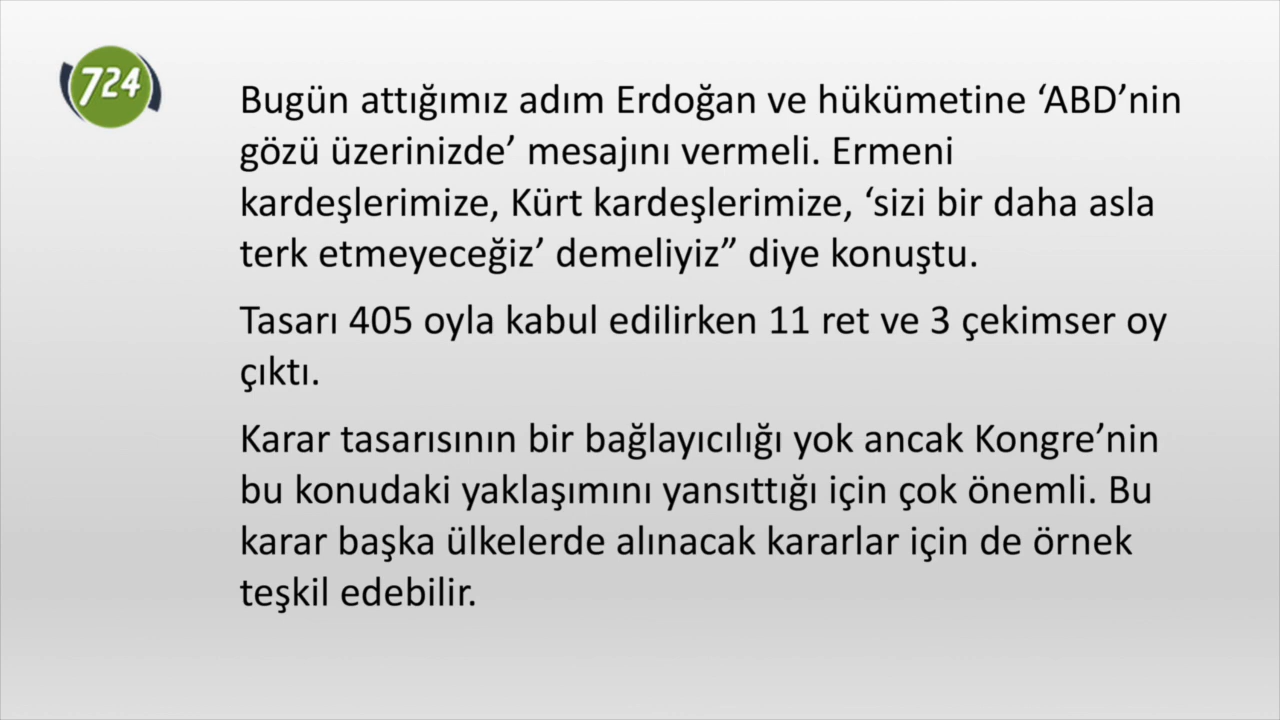 724
Bugün attığımız adım Erdoğan ve hükümetine ‘ABD’nin
gözü üzerinizde’ mesajını vermeli. Ermeni
kardeşlerimize, Kürt kardeşlerimize, ‘sizi bir daha asla
terk etmeyeceğiz’ demeliyiz” diye konuştu.
Tasarı 405 oyla kabul edilirken 11 ret ve 3 çekimser oy
çıktı.
Karar tasarısının bir bağlayıcılığı yok ancak Kongre’nin
bu konudaki yaklaşımını yansıttığı için çok önemli. Bu
karar başka ülkelerde alınacak kararlar için de örnek
teşkil edebilir.